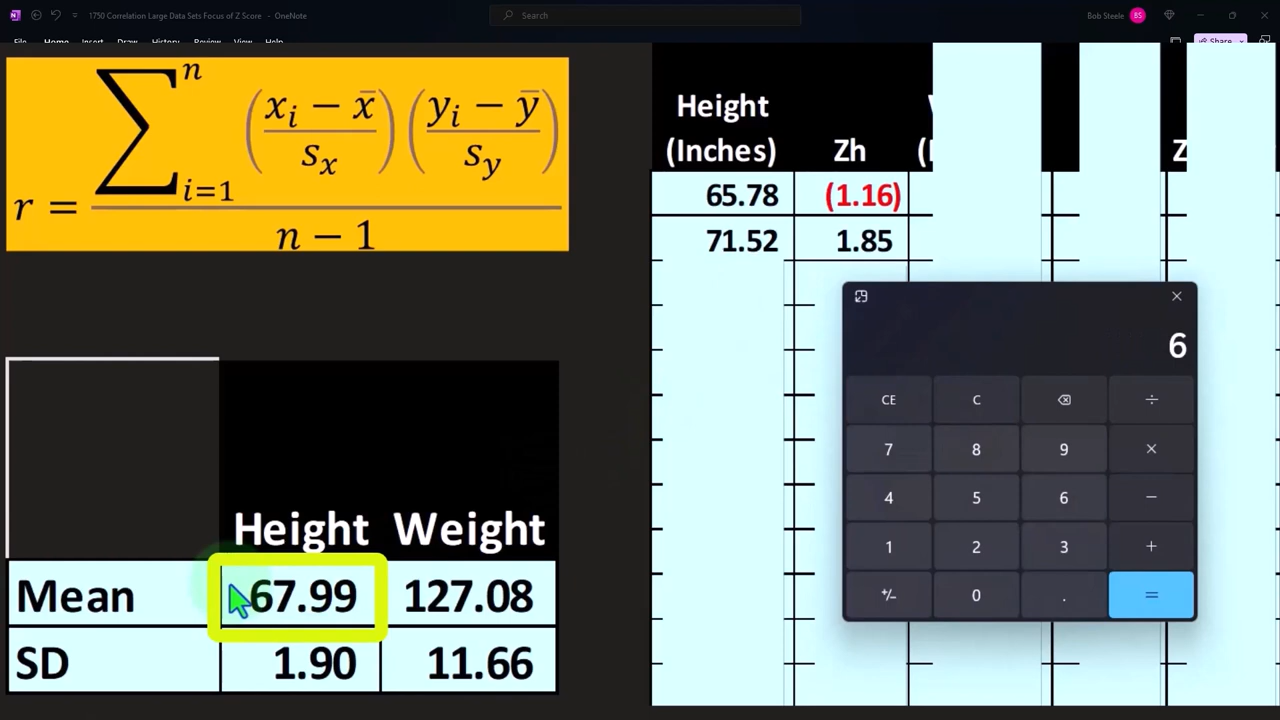 1750 Correlation Large Data Sets Focus of Z Score - OneNote
Search
Bob Steele
BS
File Home Insert Draw History Review View Help
Share
r = ∑ i=1 n (xᵢ − x̄ / sₓ) (yᵢ − ȳ / s_y) / n − 1
Height
(Inches)
Zh
Z
65.78 (1.16)
71.52 1.85
6
CE C ÷
7 8 9 ×
4 5 6 −
1 2 3 +
+/- 0 . =
Height Weight
Mean 67.99 127.08
SD 1.90 11.66